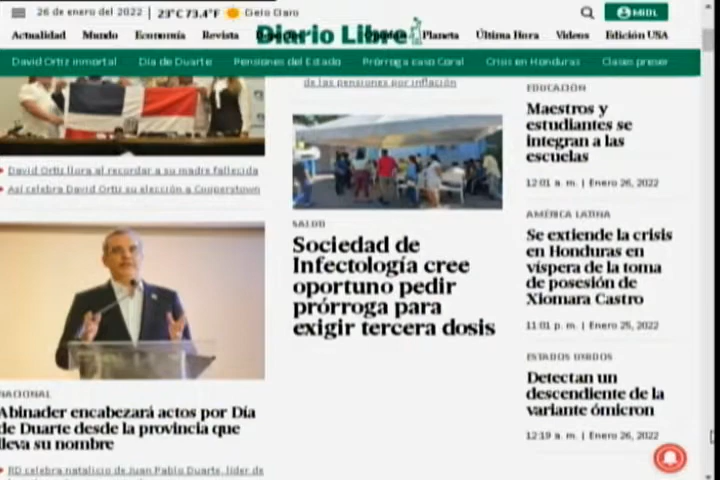 26 de enero del 2022 | 23°C 73.4°F Cielo Claro
MiDL
Actualidad Mundo Economía Revista Diario Libre Planeta Última Hora Videos Edición USA
David Ortiz inmortal Día de Duarte Pensiones del Estado Prórroga caso Coral Crisis en Honduras Clases preser
de las pensiones por inflación
David Ortiz llora al recordar a su madre fallecida
Así celebra David Ortiz su elección a Cooperstown
NACIONAL
Abinader encabezará actos por Día
de Duarte desde la provincia que
lleva su nombre
RD celebra natalicio de Juan Pablo Duarte, líder de
SALUD
Sociedad de
Infectología cree
oportuno pedir
prórroga para
exigir tercera dosis
EDUCACIÓN
Maestros y
estudiantes se
integran a las
escuelas
12:01 a. m. | Enero 26, 2022
AMÉRICA LATINA
Se extiende la crisis
en Honduras en
víspera de la toma
de posesión de
Xiomara Castro
11:01 p. m. | Enero 25, 2022
ESTADOS UNIDOS
Detectan un
descendiente de la
variante ómicron
12:19 a. m. | Enero 26, 2022